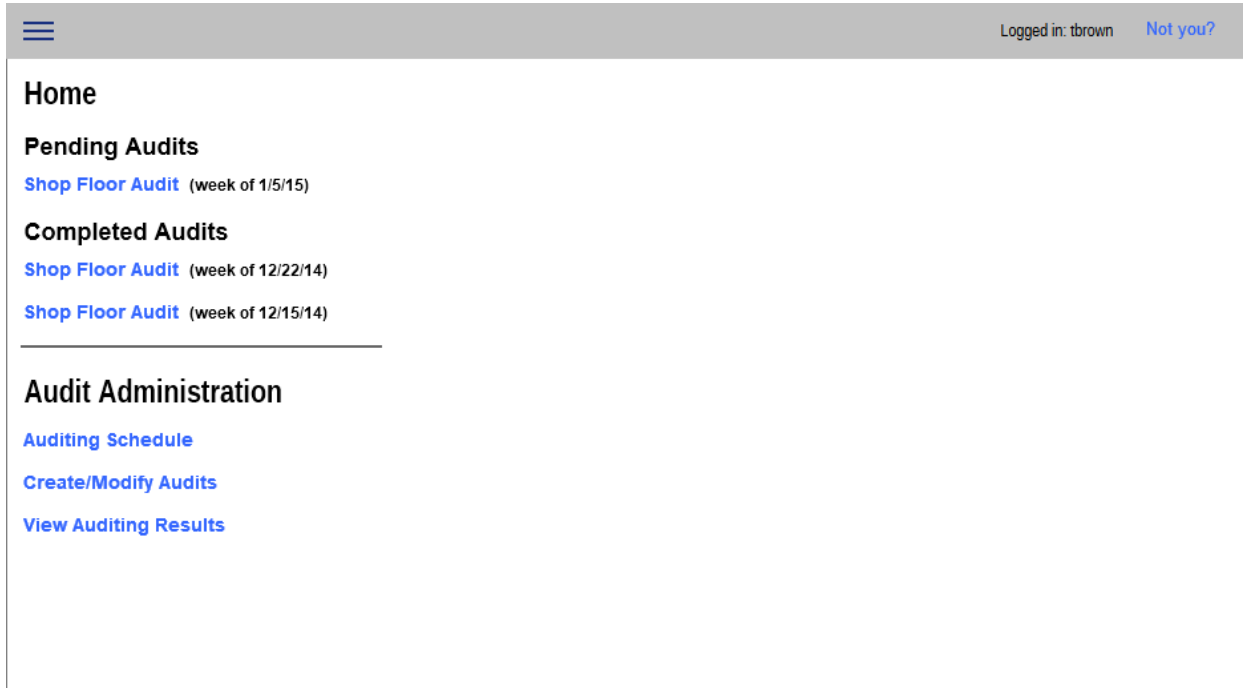 Logged in: tbrown Not you?
Home
Pending Audits
Shop Floor Audit (week of 1/5/15)
Completed Audits
Shop Floor Audit (week of 12/22/14)
Shop Floor Audit (week of 12/15/14)
Audit Administration
Auditing Schedule
Create/Modify Audits
View Auditing Results